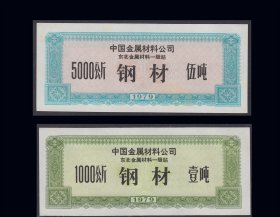 中国金属材料公司
东北金属材料一级站
5000公斤 钢材 伍吨
1979
中国金属材料公司
东北金属材料一级站
1000公斤 钢材 壹吨
1979